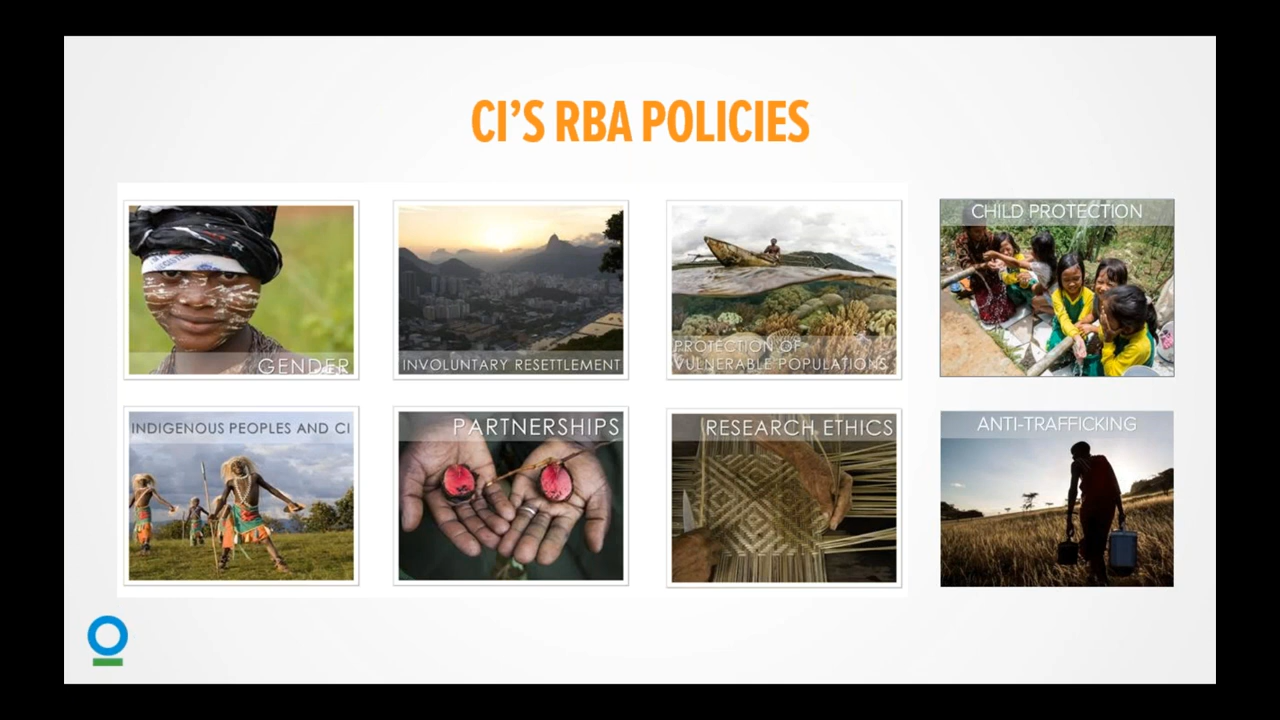 CI'S RBA POLICIES
GENDER
INVOLUNTARY RESETTLEMENT
PROTECTION OF
VULNERABLE POPULATIONS
CHILD PROTECTION
INDIGENOUS PEOPLES AND CI
PARTNERSHIPS
RESEARCH ETHICS
ANTI-TRAFFICKING